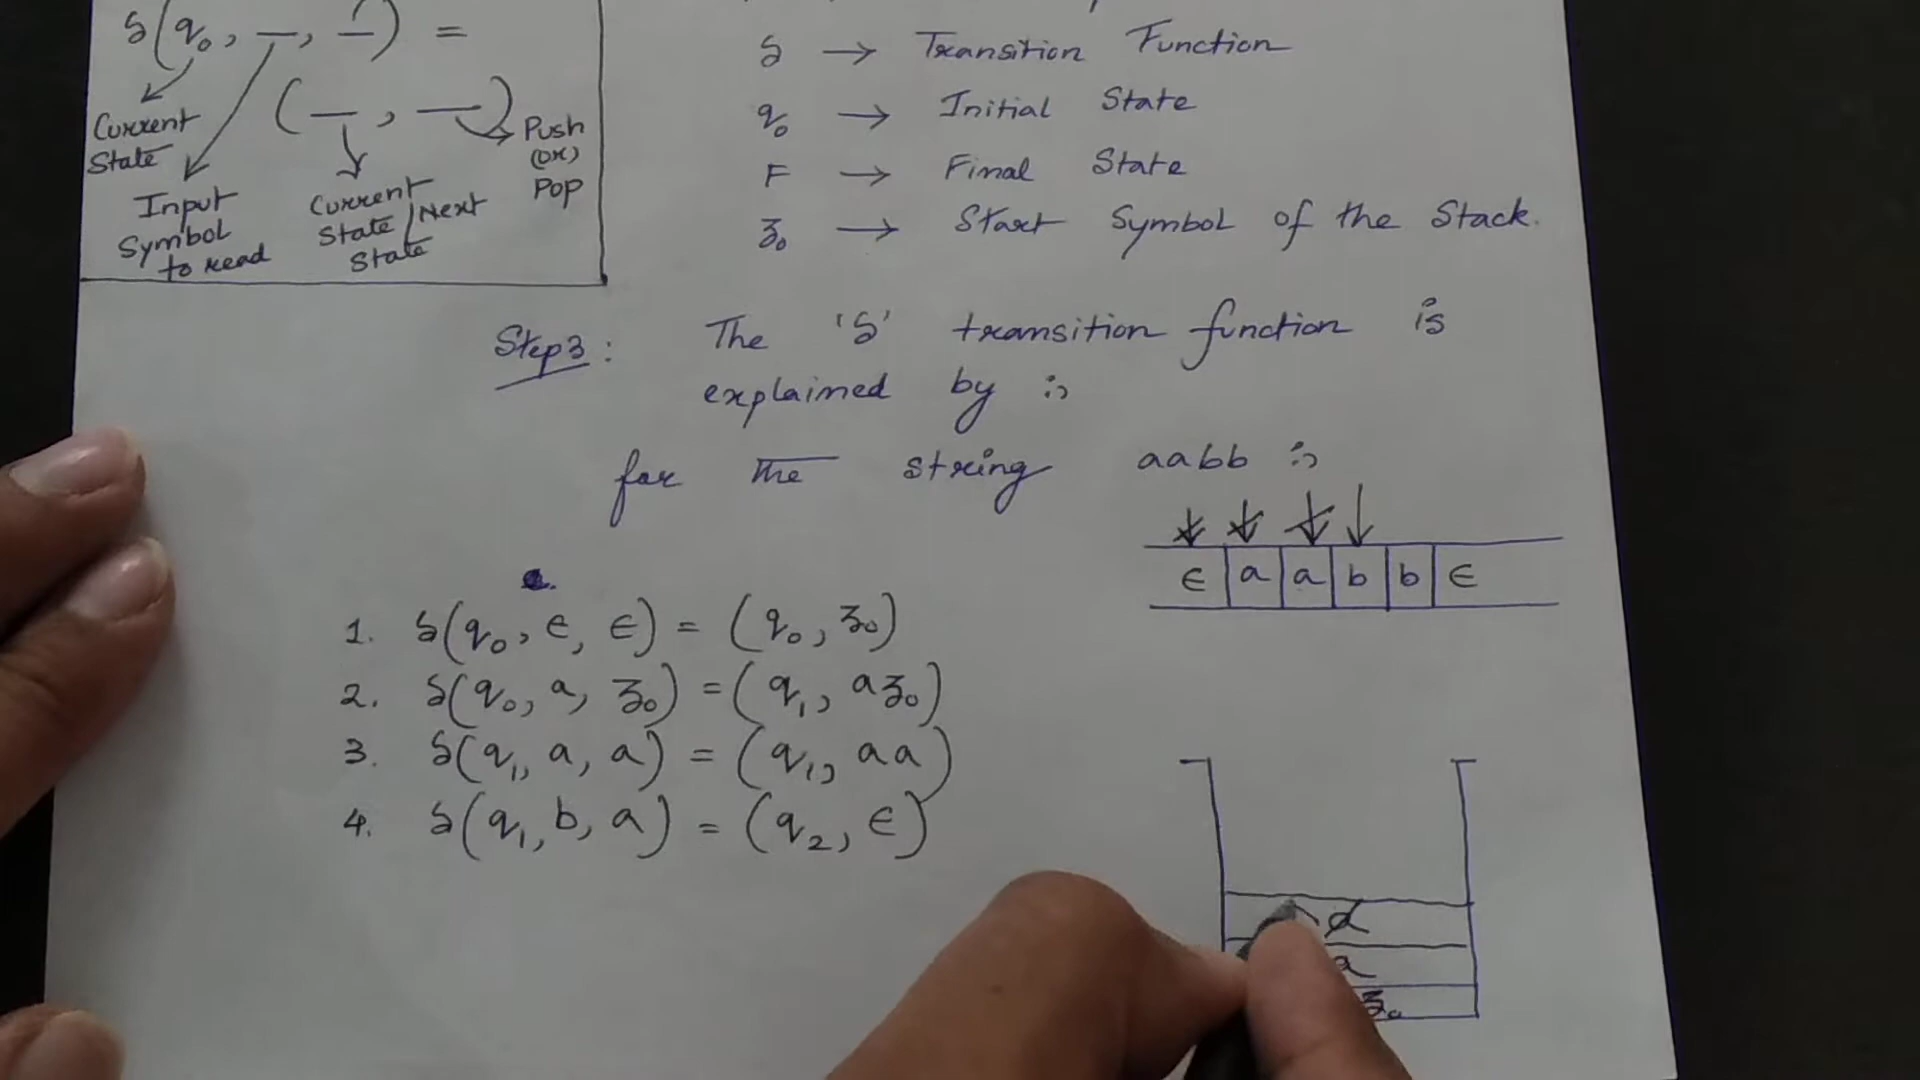 δ(q₀, _, _) =
(_, _)
Current
State
Input
Symbol
to read
Current
State/Next
State
Push
(or)
Pop
δ → Transition Function
q₀ → Initial State
F → Final State
z₀ → Start Symbol of the Stack.
Step3: The 'δ' transition function is
explained by :-
for the string aabb :-
ϵ a a b b ϵ
1. δ(q₀, ϵ, ϵ) = (q₀, z₀)
2. δ(q₀, a, z₀) = (q₁, az₀)
3. δ(q₁, a, a) = (q₁, aa)
4. δ(q₁, b, a) = (q₂, ϵ)
a
a
z₀